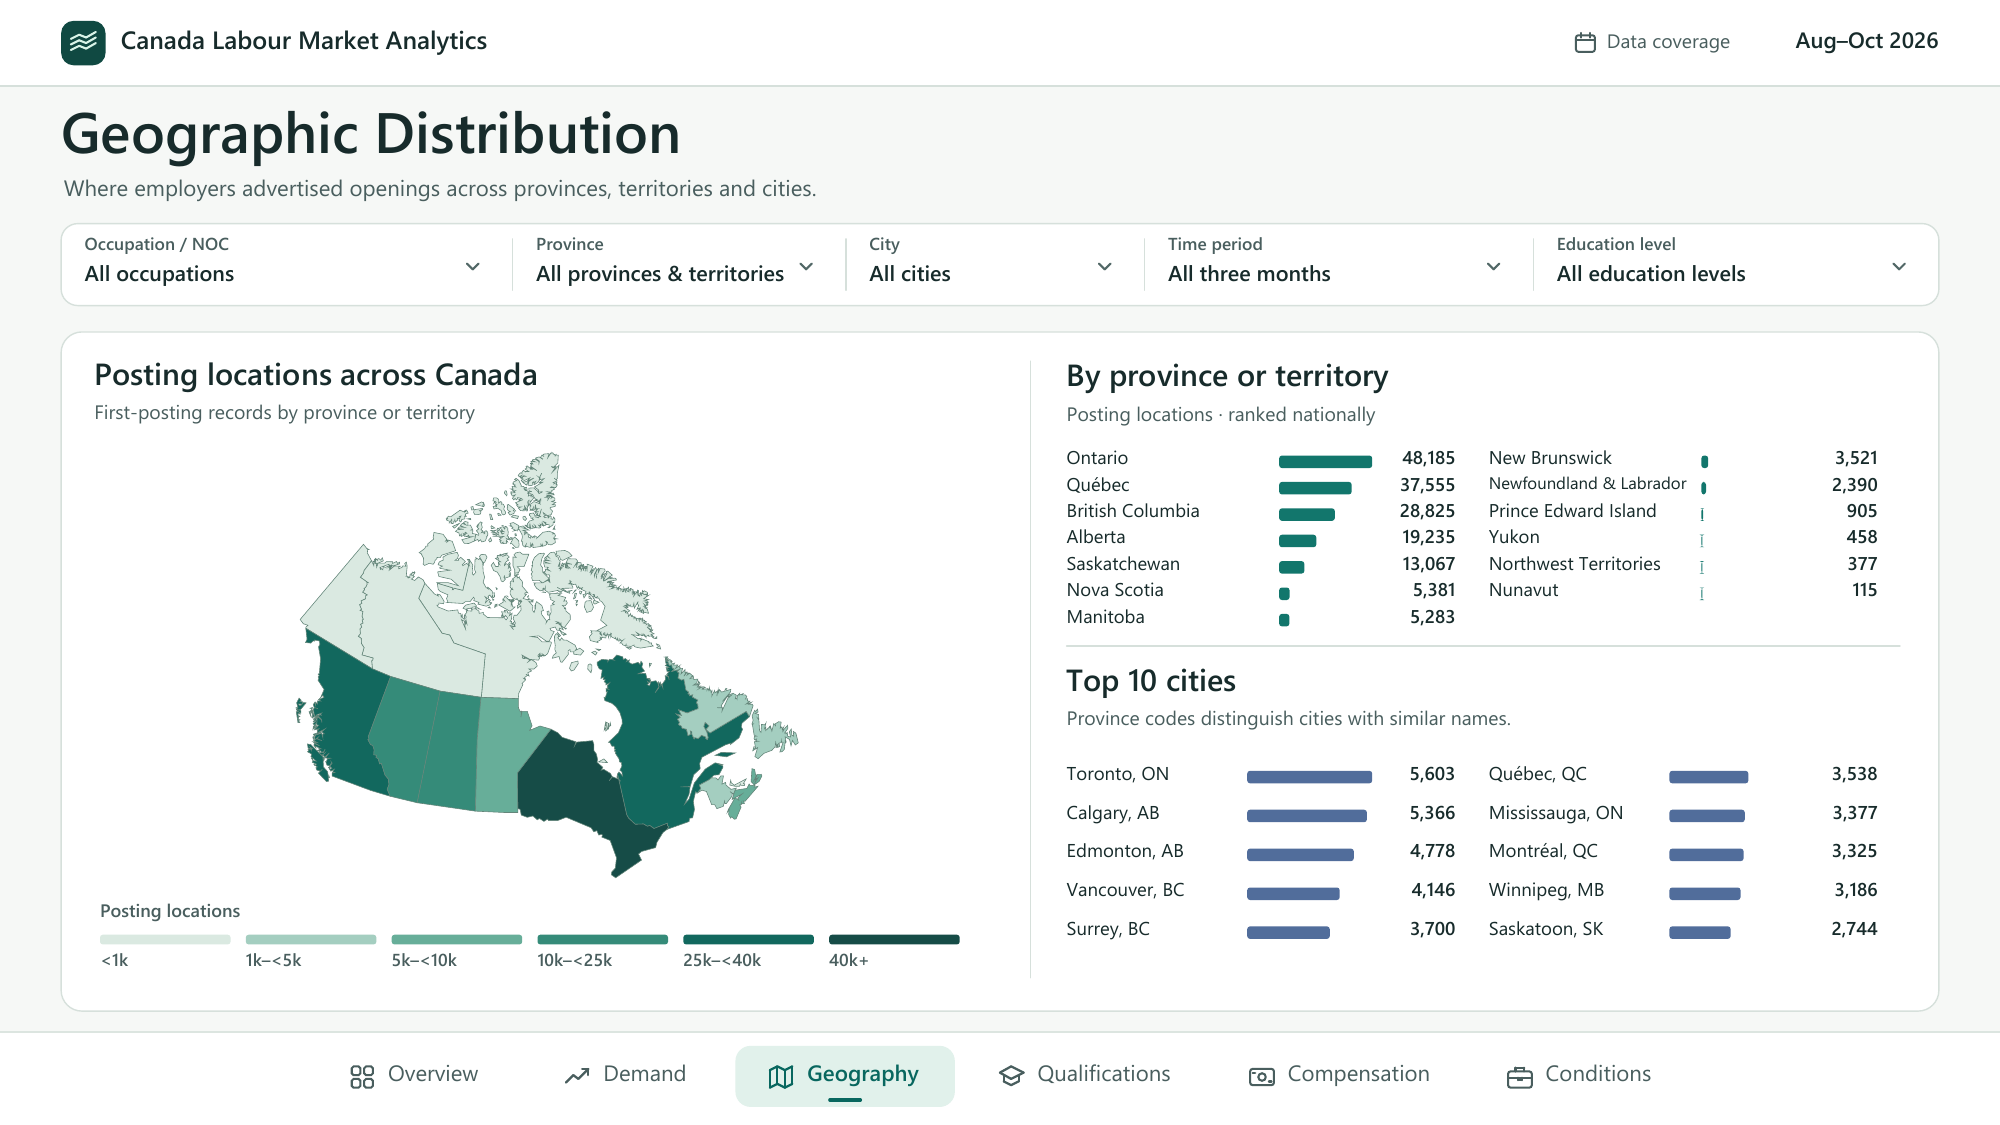 Canada Labour Market Analytics
Data coverage
Aug–Oct 2026
Geographic Distribution
Where employers advertised openings across provinces, territories and cities.
Occupation / NOC
All occupations
Province
All provinces & territories
City
All cities
Time period
All three months
Education level
All education levels
Posting locations across Canada
First-posting records by province or territory
Posting locations
<1k
1k–<5k
5k–<10k
10k–<25k
25k–<40k
40k+
By province or territory
Posting locations · ranked nationally
Ontario 48,185
Québec 37,555
British Columbia 28,825
Alberta 19,235
Saskatchewan 13,067
Nova Scotia 5,381
Manitoba 5,283
New Brunswick 3,521
Newfoundland & Labrador 2,390
Prince Edward Island 905
Yukon 458
Northwest Territories 377
Nunavut 115
Top 10 cities
Province codes distinguish cities with similar names.
Toronto, ON 5,603
Calgary, AB 5,366
Edmonton, AB 4,778
Vancouver, BC 4,146
Surrey, BC 3,700
Québec, QC 3,538
Mississauga, ON 3,377
Montréal, QC 3,325
Winnipeg, MB 3,186
Saskatoon, SK 2,744
Overview
Demand
Geography
Qualifications
Compensation
Conditions